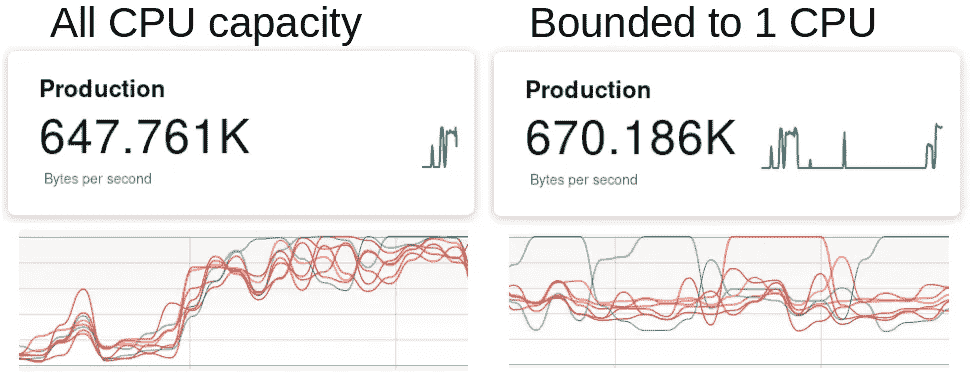 All CPU capacity
Production
647.761K
Bytes per second
Bounded to 1 CPU
Production
670.186K
Bytes per second